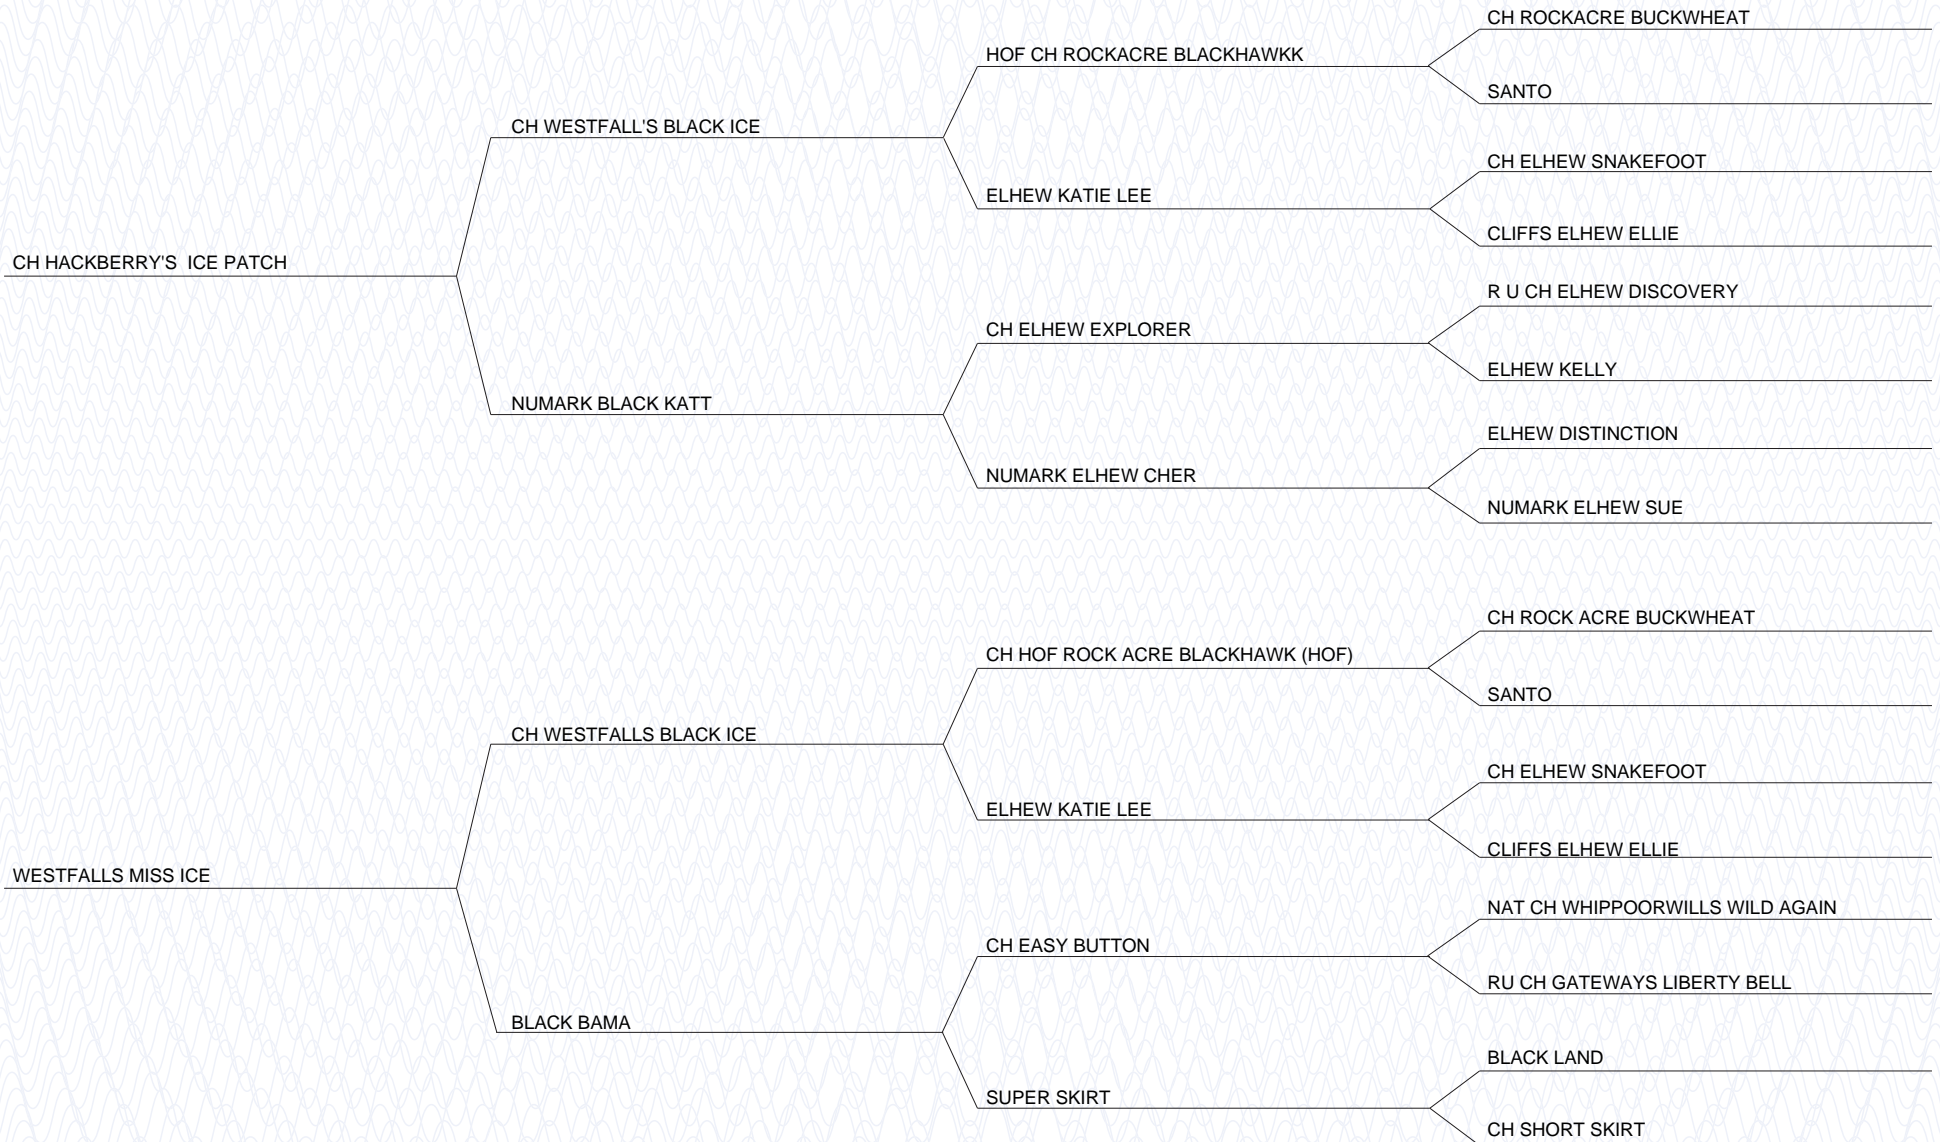 CH ROCKACRE BUCKWHEAT
HOF CH ROCKACRE BLACKHAWKK
SANTO
CH WESTFALL'S BLACK ICE
CH ELHEW SNAKEFOOT
ELHEW KATIE LEE
CLIFFS ELHEW ELLIE
CH HACKBERRY'S  ICE PATCH
R U CH ELHEW DISCOVERY
CH ELHEW EXPLORER
ELHEW KELLY
NUMARK BLACK KATT
ELHEW DISTINCTION
NUMARK ELHEW CHER
NUMARK ELHEW SUE
CH ROCK ACRE BUCKWHEAT
CH HOF ROCK ACRE BLACKHAWK (HOF)
SANTO
CH WESTFALLS BLACK ICE
CH ELHEW SNAKEFOOT
ELHEW KATIE LEE
CLIFFS ELHEW ELLIE
WESTFALLS MISS ICE
NAT CH WHIPPOORWILLS WILD AGAIN
CH EASY BUTTON
RU CH GATEWAYS LIBERTY BELL
BLACK BAMA
BLACK LAND
SUPER SKIRT
CH SHORT SKIRT